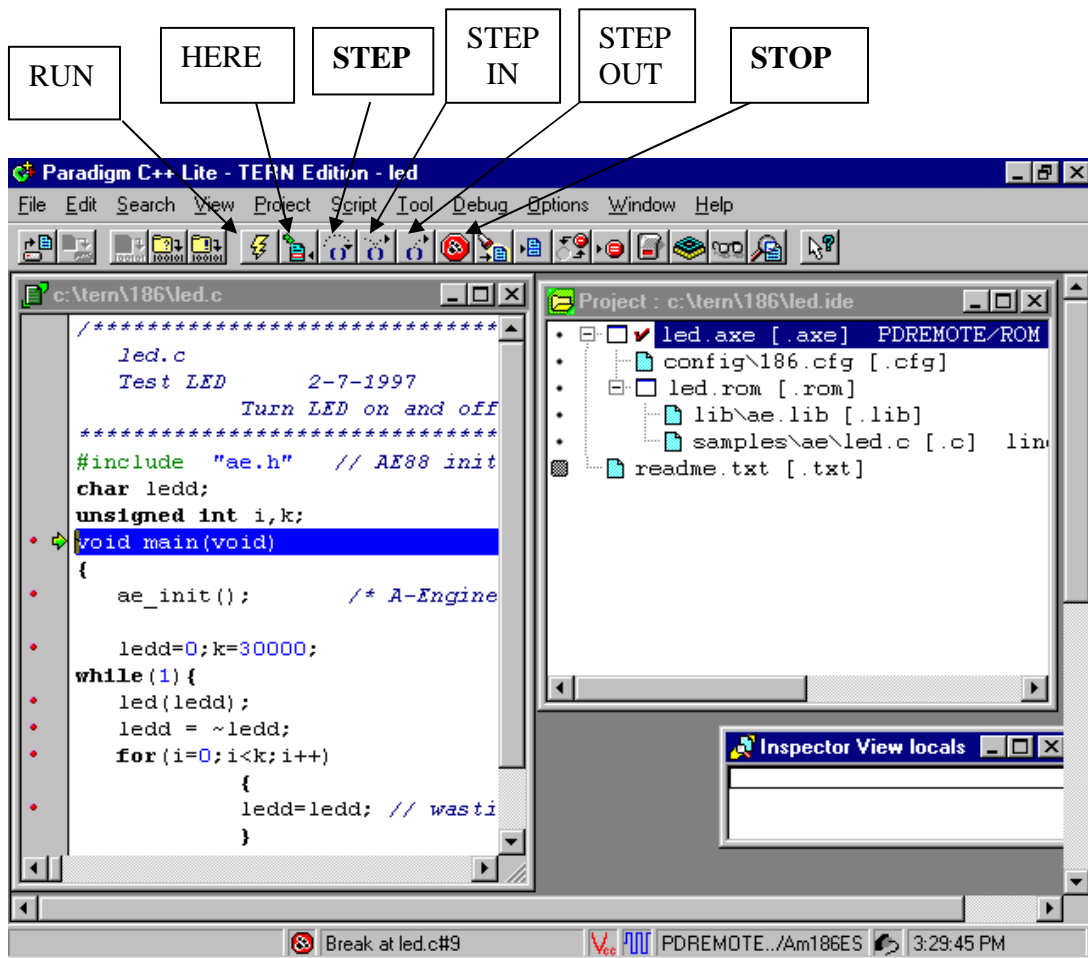 RUN
HERE
STEP
STEP
IN
STEP
OUT
STOP
Paradigm C++ Lite - TERN Edition - led
File Edit Search View Project Script Tool Debug Options Window Help
c:\tern\186\led.c
/*******************************
led.c
Test LED 2-7-1997
Turn LED on and off
*******************************
#include "ae.h" // AE88 init
char ledd;
unsigned int i,k;
void main(void)
{
ae_init(); /* A-Engine
ledd=0;k=30000;
while(1){
led(ledd);
ledd = ~ledd;
for(i=0;i<k;i++)
{
ledd=ledd; // wasti
}
Project : c:\tern\186\led.ide
led.axe [.axe] PDREMOTE/ROM
config\186.cfg [.cfg]
led.rom [.rom]
lib\ae.lib [.lib]
samples\ae\led.c [.c] lin
readme.txt [.txt]
Inspector View locals
Break at led.c#9
Vcc
PDREMOTE../Am186ES
3:29:45 PM